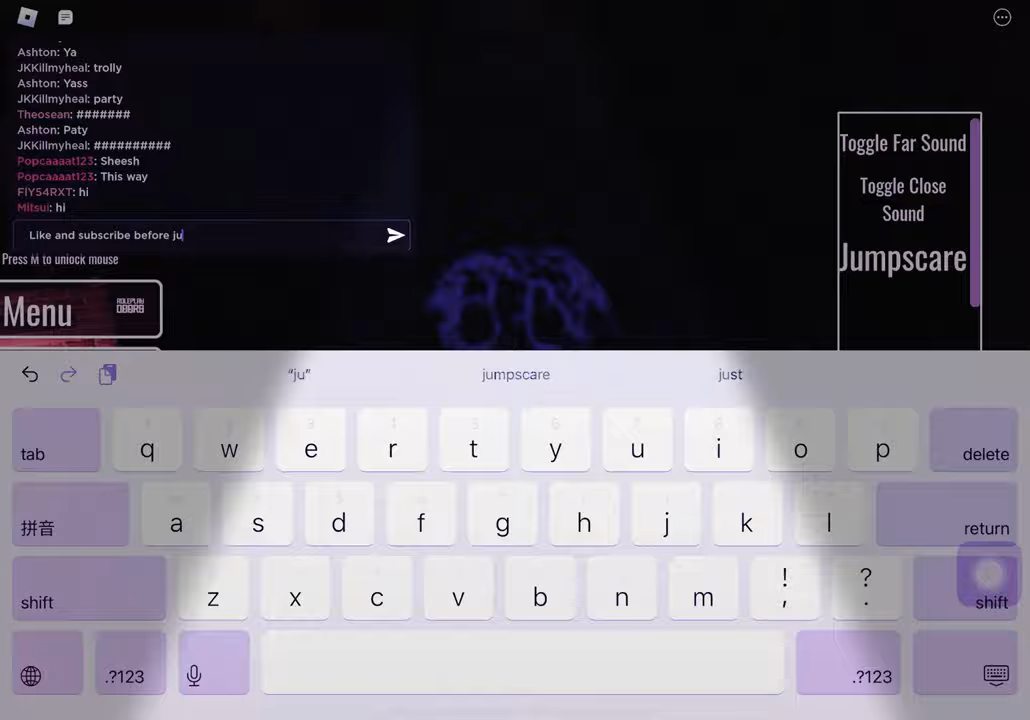 Ashton: Ya
JKKillmyheal: trolly
Ashton: Yass
JKKillmyheal: party
Theosean: #######
Ashton: Paty
JKKillmyheal: ##########
Popcaaaat123: Sheesh
Popcaaaat123: This way
FlY54RXT: hi
Mitsui: hi
Like and subscribe before ju
Press M to unlock mouse
Menu
ROLEPLAY
DOORS
Toggle Far Sound
Toggle Close
Sound
Jumpscare
“ju” jumpscare just
tab q w e r t y u i o p delete
拼音 a s d f g h j k l return
shift z x c v b n m ! , ? . shift
.?123 .?123